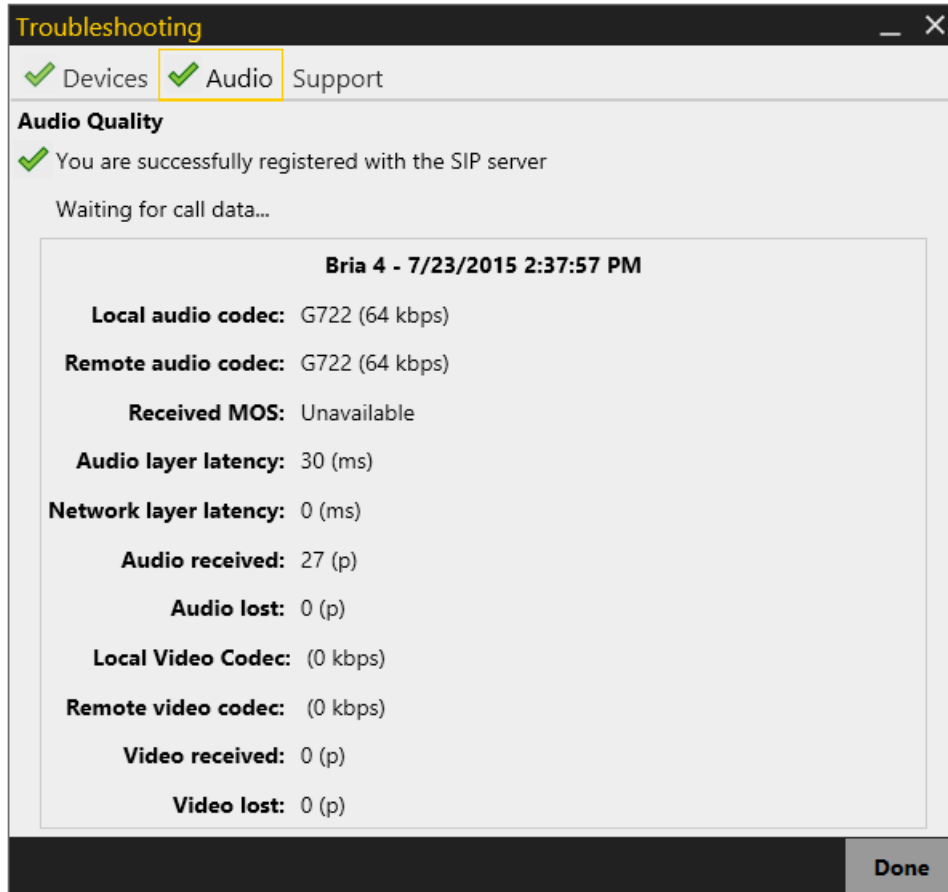 Troubleshooting
Devices Audio Support
Audio Quality
You are successfully registered with the SIP server
Waiting for call data...
Bria 4 - 7/23/2015 2:37:57 PM
Local audio codec: G722 (64 kbps)
Remote audio codec: G722 (64 kbps)
Received MOS: Unavailable
Audio layer latency: 30 (ms)
Network layer latency: 0 (ms)
Audio received: 27 (p)
Audio lost: 0 (p)
Local Video Codec: (0 kbps)
Remote video codec: (0 kbps)
Video received: 0 (p)
Video lost: 0 (p)
Done